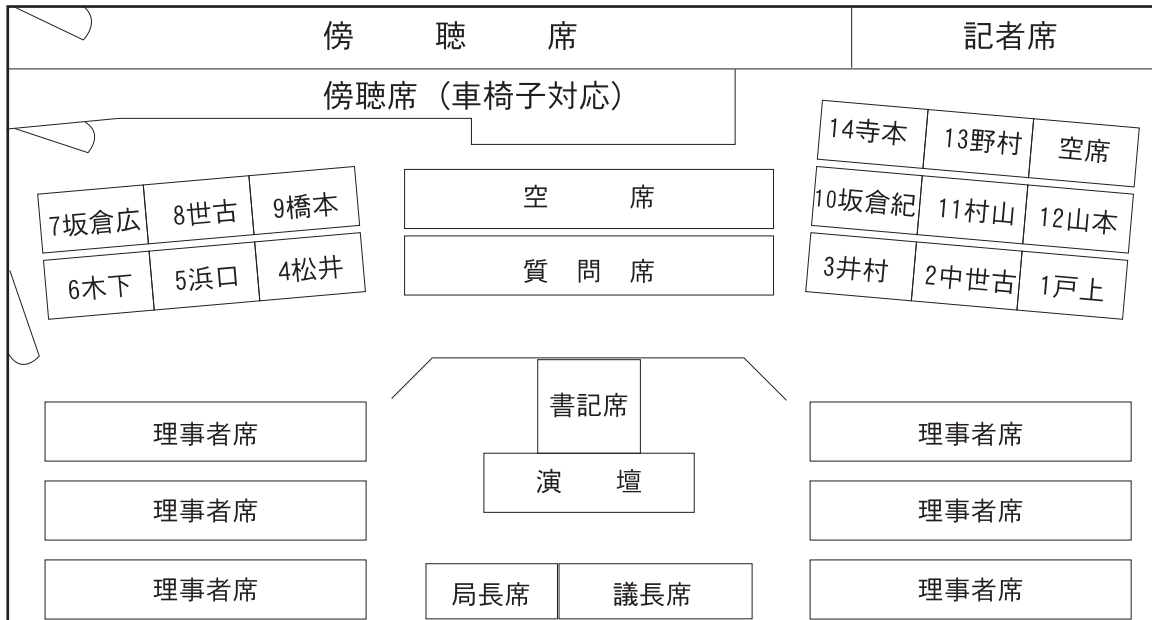 傍　聴　席
記者席
傍聴席（車椅子対応）
14寺本
13野村
空席
7坂倉広
8世古
9橋本
空　席
10坂倉紀
11村山
12山本
6木下
5浜口
4松井
質 問 席
3井村
2中世古
1戸上
書記席
理事者席
理事者席
演　壇
理事者席
理事者席
理事者席
局長席
議長席
理事者席